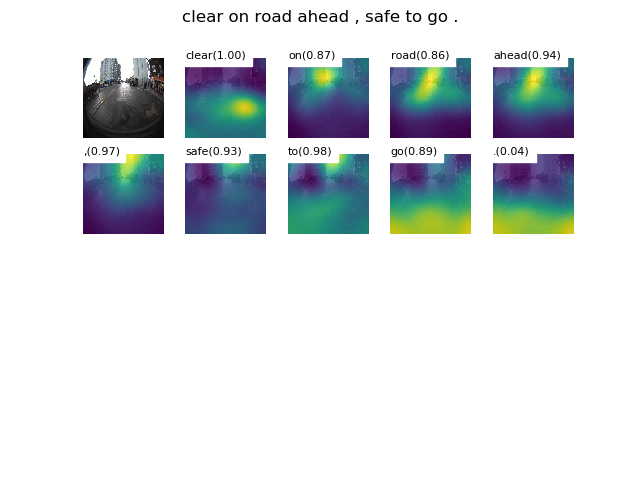 clear on road ahead , safe to go .
clear(1.00) on(0.87) road(0.86) ahead(0.94)
,(0.97) safe(0.93) to(0.98) go(0.89) .(0.04)